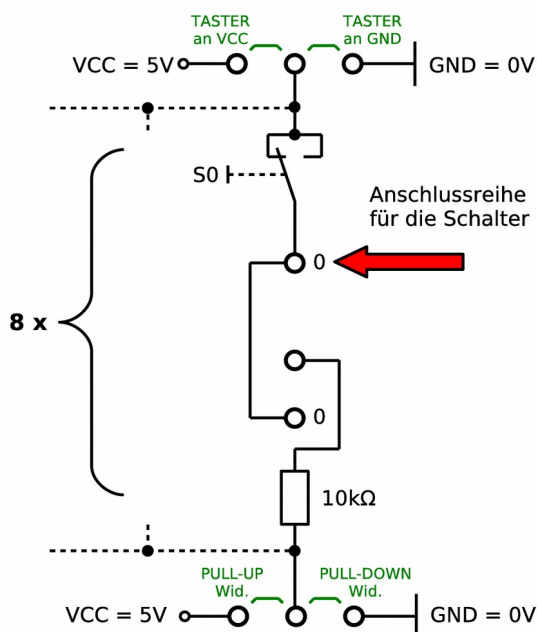 TASTER
an VCC
TASTER
an GND
VCC = 5V
GND = 0V
S0
Anschlussreihe
für die Schalter
0
8 x
0
10kΩ
PULL-UP
Wid.
PULL-DOWN
Wid.
VCC = 5V
GND = 0V